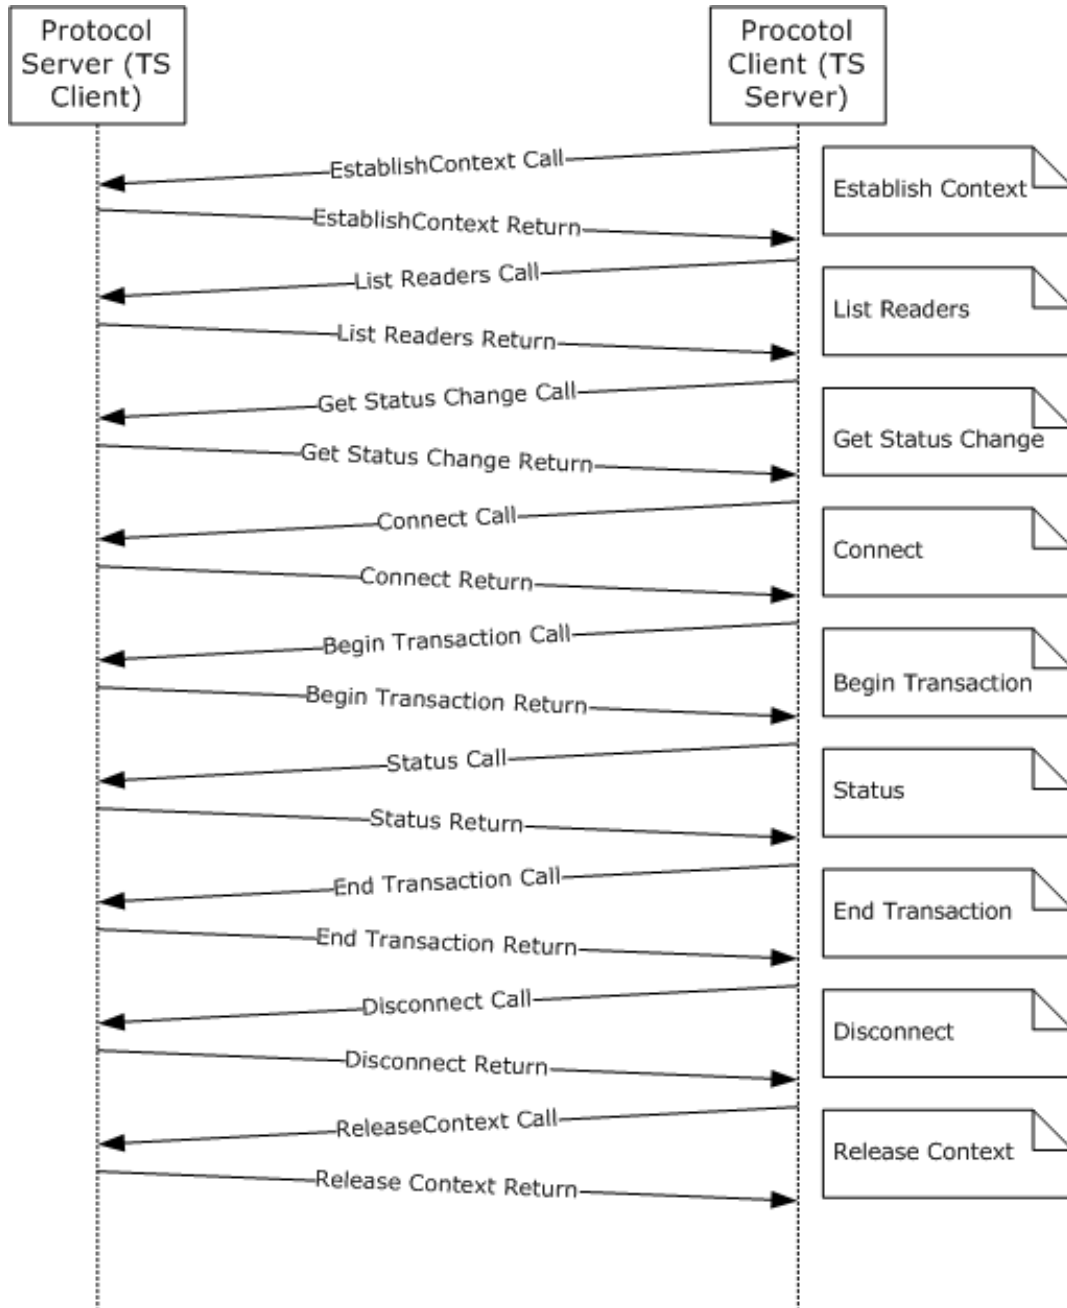 Protocol
Server (TS
Client)
Procotol
Client (TS
Server)
EstablishContext Call
Establish Context
EstablishContext Return
List Readers Call
List Readers
List Readers Return
Get Status Change Call
Get Status Change
Get Status Change Return
Connect Call
Connect
Connect Return
Begin Transaction Call
Begin Transaction
Begin Transaction Return
Status Call
Status
Status Return
End Transaction Call
End Transaction
End Transaction Return
Disconnect Call
Disconnect
Disconnect Return
ReleaseContext Call
Release Context
Release Context Return